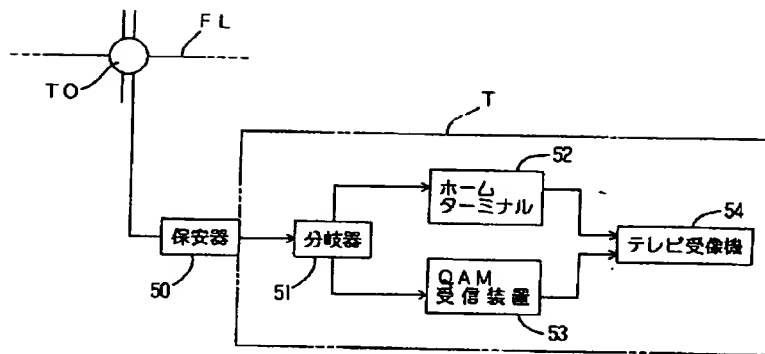 FL
TO
T
52
ホーム
ターミナル
54
保安器
分岐器
テレビ受像機
50
51
QAM
受信装置
53